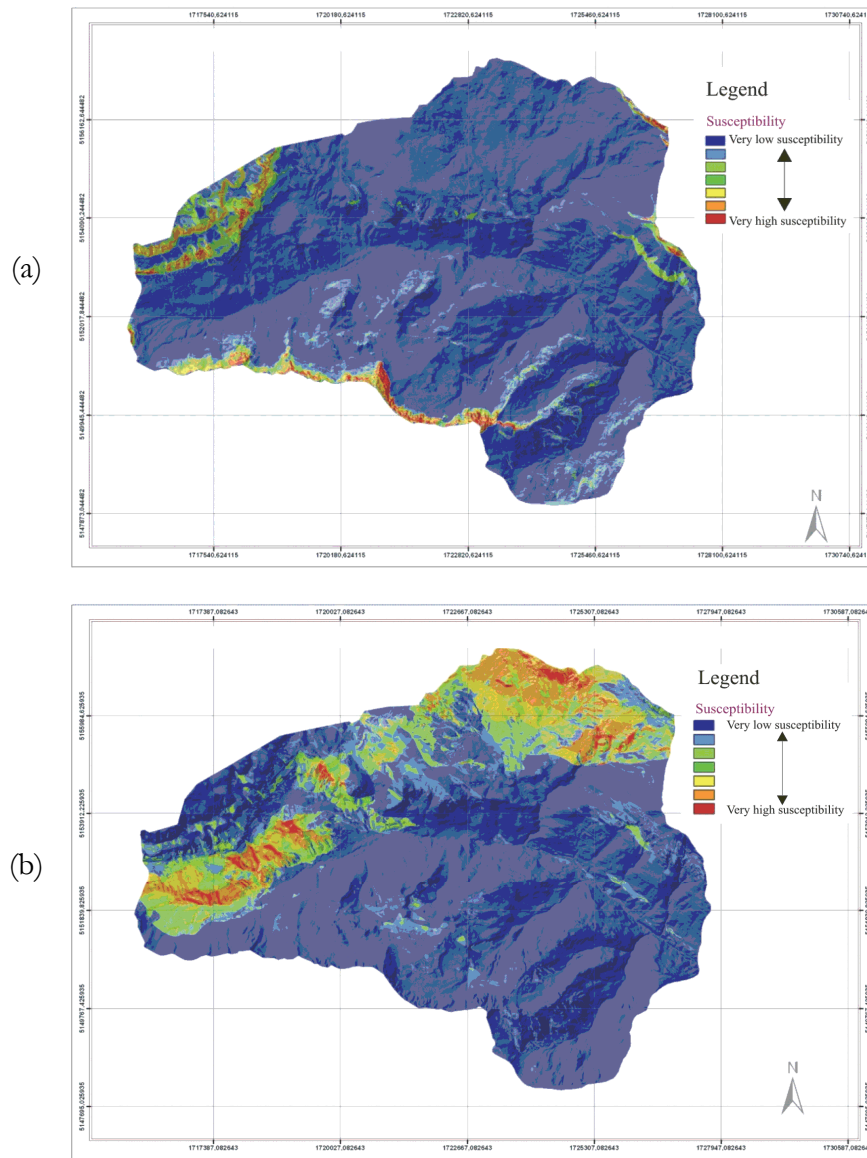 1717540,624115 1720180,624115 1722820,624115 1725460,624115 1728100,624115
5156162,644482
5154090,244482
5152017,844482
5149945,444482
5147873,044482
(a)
Legend
Susceptibility
Very low susceptibility
Very high susceptibility
N
1717540,624115 1720180,624115 1722820,624115 1725460,624115 1728100,624115
1717387,082643 1720027,082643 1722667,082643 1725307,082643 1727947,082643 1730587,082643
5155984,625935
5153912,225935
5151839,825935
5149767,425935
5147695,025935
(b)
Legend
Susceptibility
Very low susceptibility
Very high susceptibility
N
1717387,082643 1720027,082643 1722667,082643 1725307,082643 1727947,082643 1730587,082643